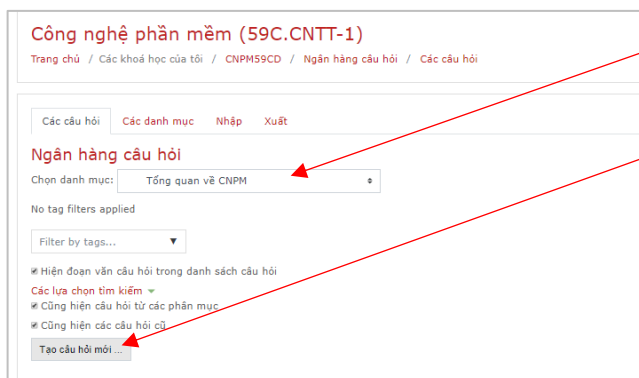 Công nghệ phần mềm (59C.CNTT-1)
Trang chủ / Các khoá học của tôi / CNPM59CD / Ngân hàng câu hỏi / Các câu hỏi
Các câu hỏi Các danh mục Nhập Xuất
Ngân hàng câu hỏi
Chọn danh mục: Tổng quan về CNPM
No tag filters applied
Filter by tags... ▼
Hiện đoạn văn câu hỏi trong danh sách câu hỏi
Các lựa chọn tìm kiếm
Cũng hiện câu hỏi từ các phân mục
Cũng hiện các câu hỏi cũ
Tạo câu hỏi mới ...